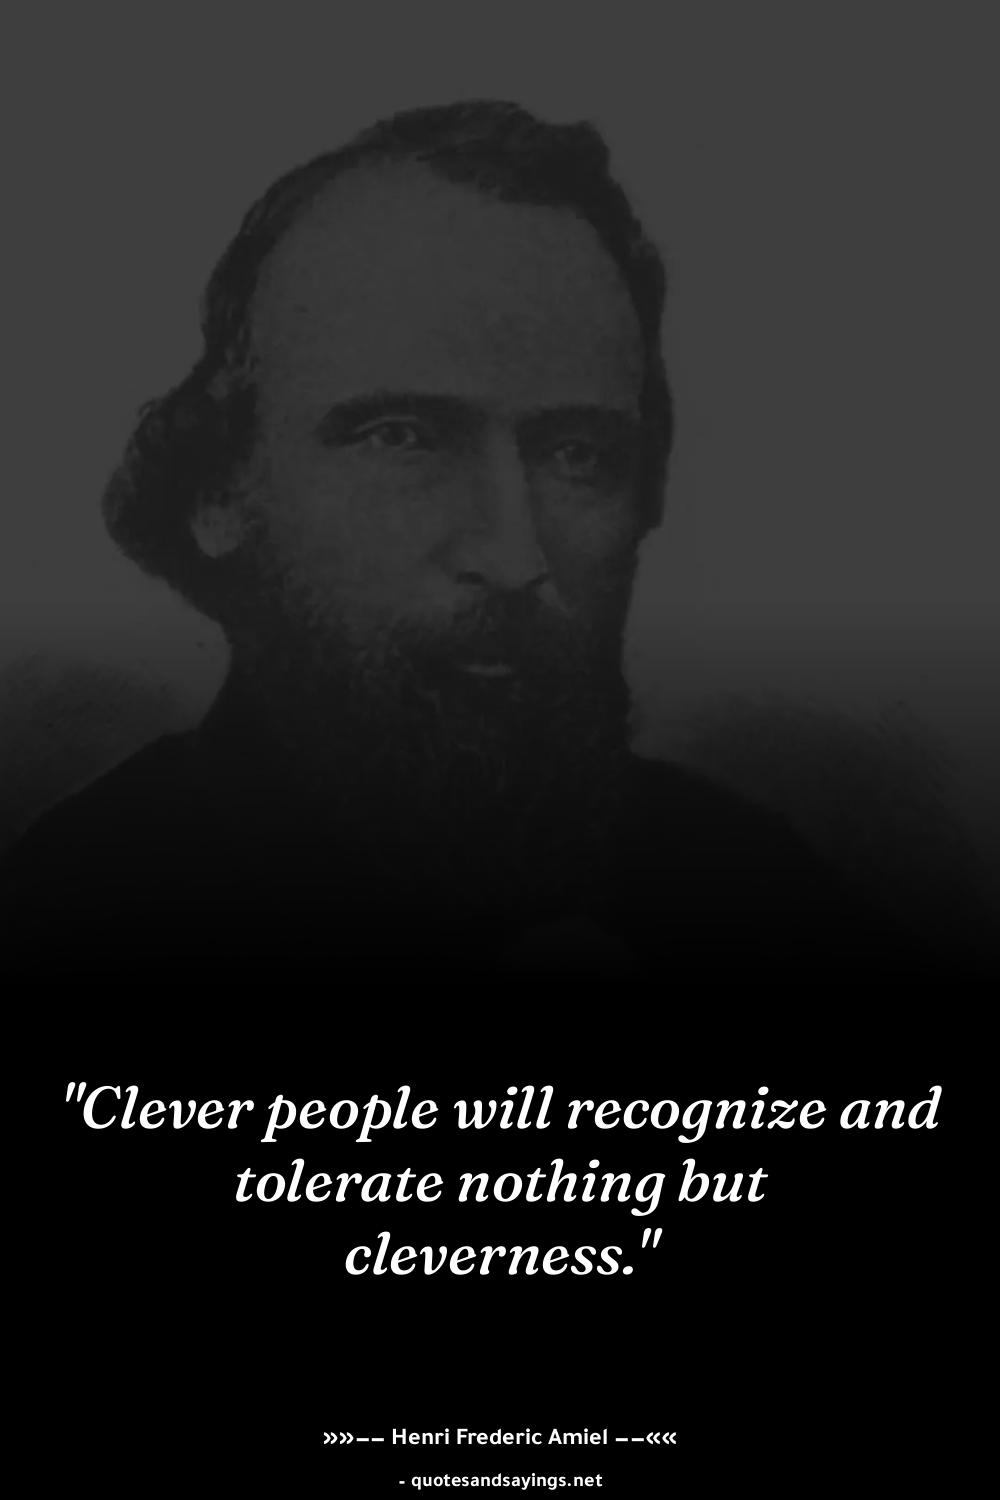 "Clever people will recognize and
tolerate nothing but
cleverness."
»»–– Henri Frederic Amiel ––««
- quotesandsayings.net